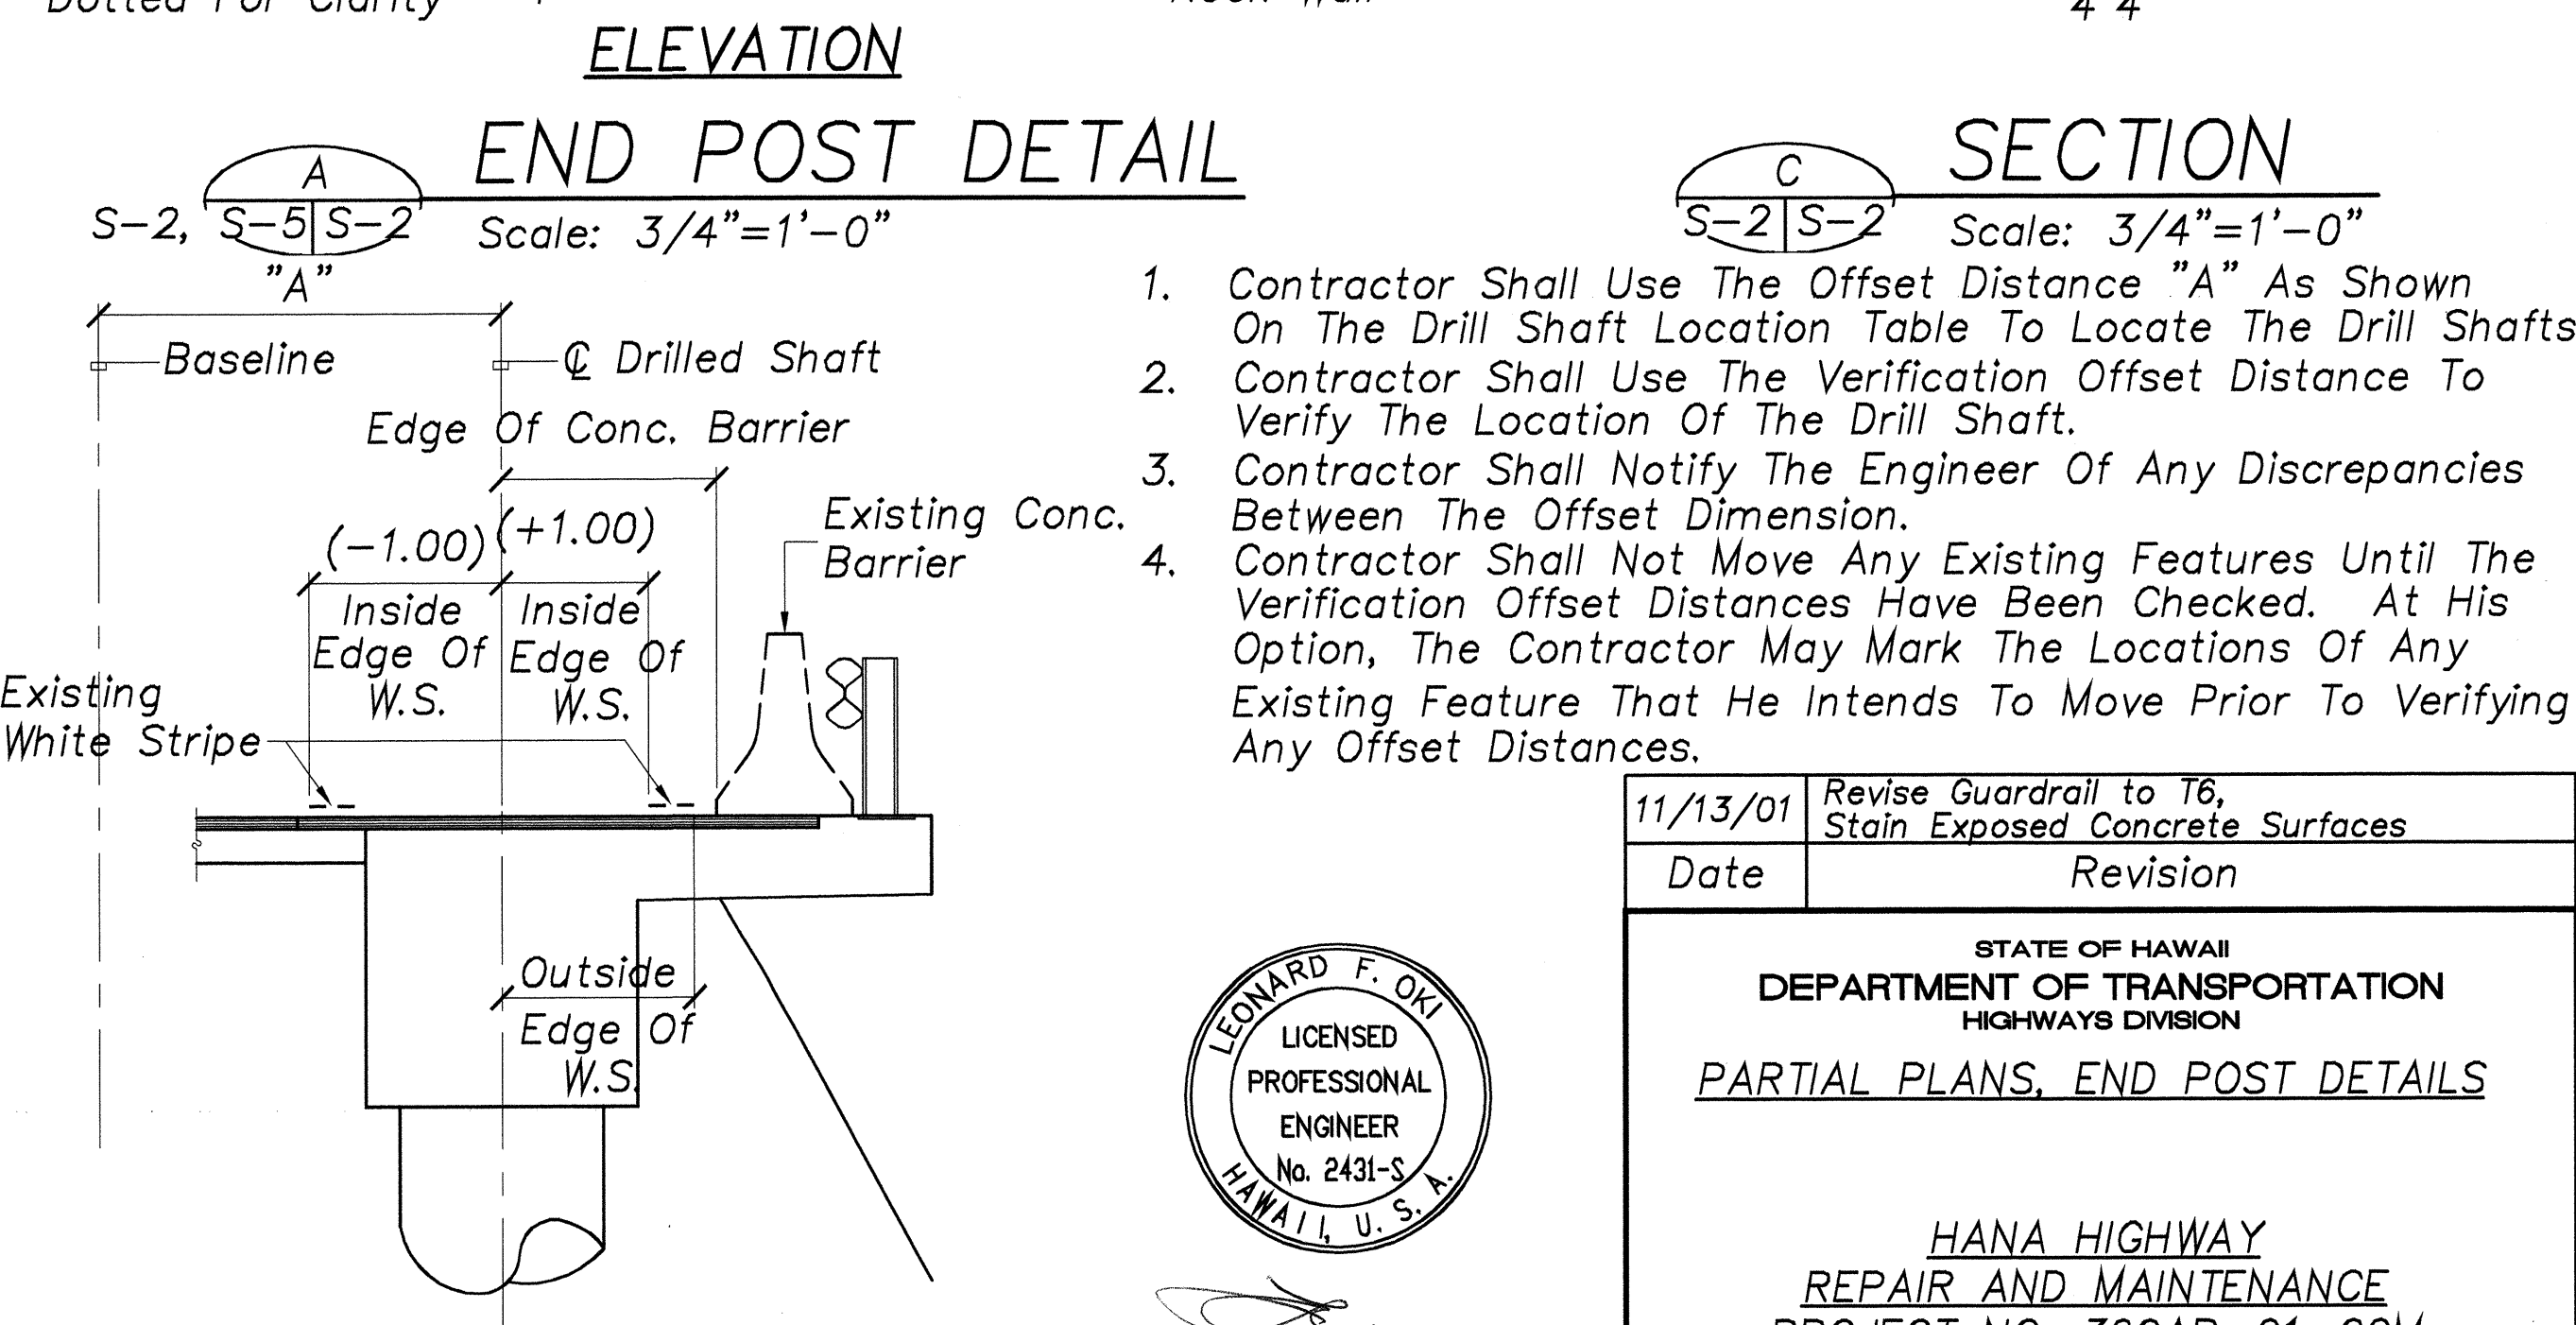 Dotted For Clarity
Rock Wall
4 4
ELEVATION
A
END POST DETAIL
S-2, S-5 S-2
Scale: 3/4"=1'-0"
C
SECTION
S-2 S-2
Scale: 3/4"=1'-0"
"A"
Baseline
℄ Drilled Shaft
Edge Of Conc. Barrier
(-1.00) (+1.00)
Existing Conc.
Barrier
Inside
Edge Of
W.S.
Inside
Edge Of
W.S.
Existing
White Stripe
Outside
Edge Of
W.S.
1. Contractor Shall Use The Offset Distance "A" As Shown
On The Drill Shaft Location Table To Locate The Drill Shafts
2. Contractor Shall Use The Verification Offset Distance To
Verify The Location Of The Drill Shaft.
3. Contractor Shall Notify The Engineer Of Any Discrepancies
Between The Offset Dimension.
4. Contractor Shall Not Move Any Existing Features Until The
Verification Offset Distances Have Been Checked. At His
Option, The Contractor May Mark The Locations Of Any
Existing Feature That He Intends To Move Prior To Verifying
Any Offset Distances.
11/13/01 Revise Guardrail to T6,
Stain Exposed Concrete Surfaces
Date Revision
LEONARD F. OKI
LICENSED
PROFESSIONAL
ENGINEER
No. 2431-S
HAWAII, U. S. A.
STATE OF HAWAII
DEPARTMENT OF TRANSPORTATION
HIGHWAYS DIVISION
PARTIAL PLANS, END POST DETAILS
HANA HIGHWAY
REPAIR AND MAINTENANCE
PROJECT NO.